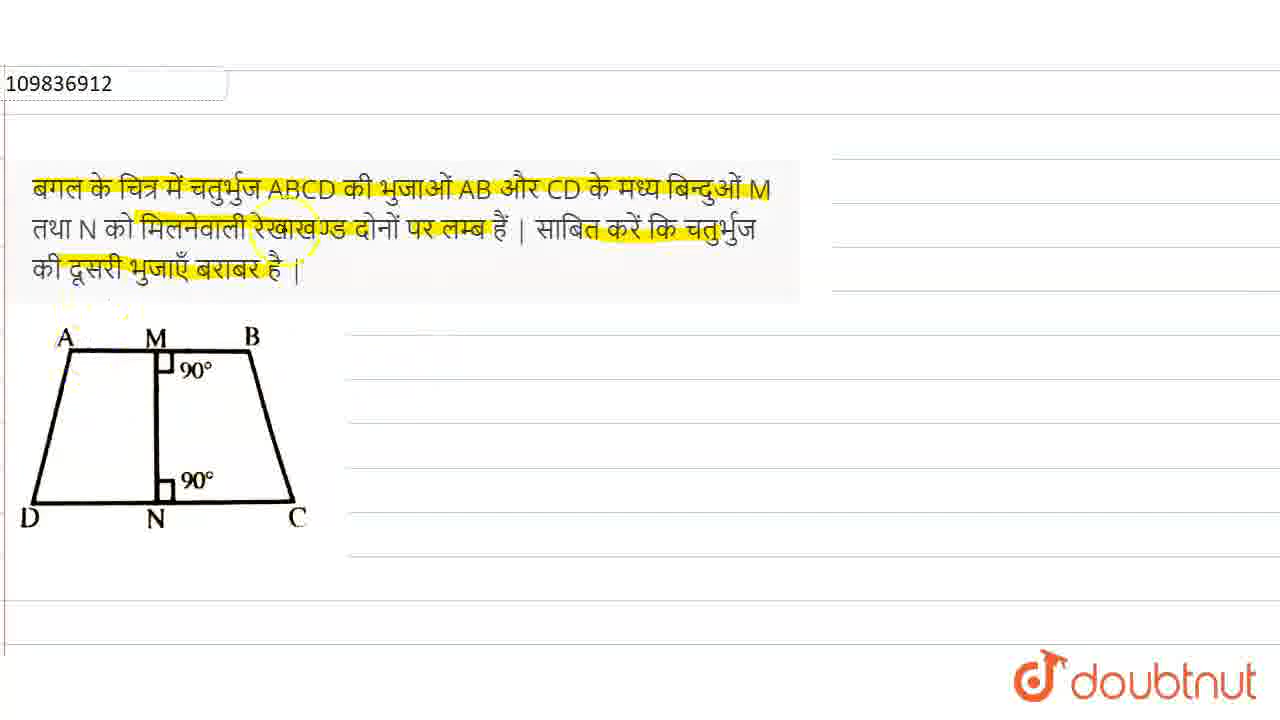 109836912
बगल के चित्र में चतुर्भुज ABCD की भुजाओं AB और CD के मध्य बिन्दुओं M
तथा N को मिलनेवाली रेखाखण्ड दोनों पर लम्ब हैं | साबित करें कि चतुर्भुज
की दूसरी भुजाएँ बराबर है |
A M B
90°
90°
D N C
doubtnut